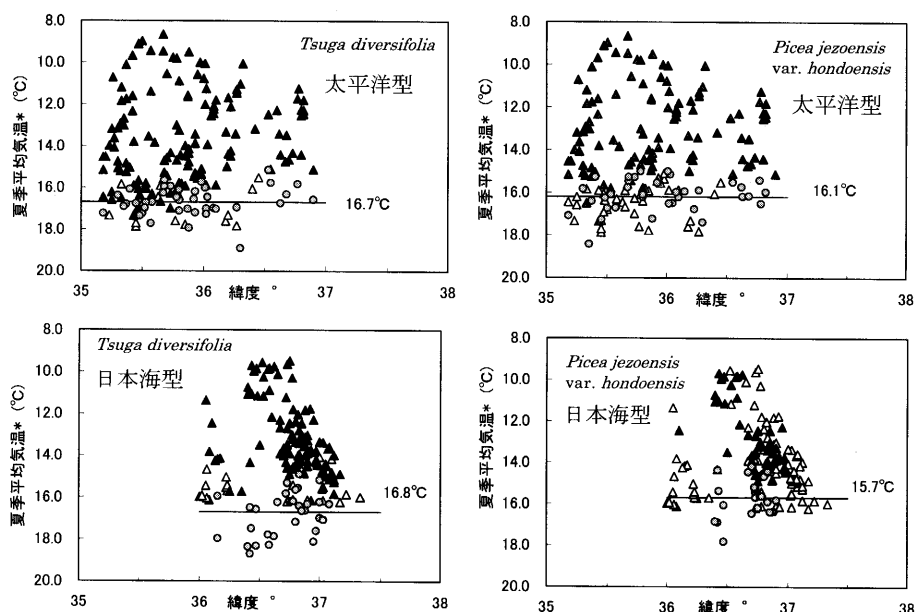 8.0
10.0
12.0
14.0
16.0
18.0
20.0
夏季平均気温* (℃)
Tsuga diversifolia
太平洋型
16.7℃
35
36
37
38
緯度 °
8.0
10.0
12.0
14.0
16.0
18.0
20.0
夏季平均気温* (℃)
Picea jezoensis
var. hondoensis
太平洋型
16.1℃
35
36
37
38
緯度 °
8.0
10.0
12.0
14.0
16.0
18.0
20.0
夏季平均気温* (℃)
Tsuga diversifolia
日本海型
16.8℃
35
36
37
38
緯度 °
8.0
10.0
12.0
14.0
16.0
18.0
20.0
夏季平均気温* (℃)
Picea jezoensis
var. hondoensis
日本海型
15.7℃
35
36
37
38
緯度 °